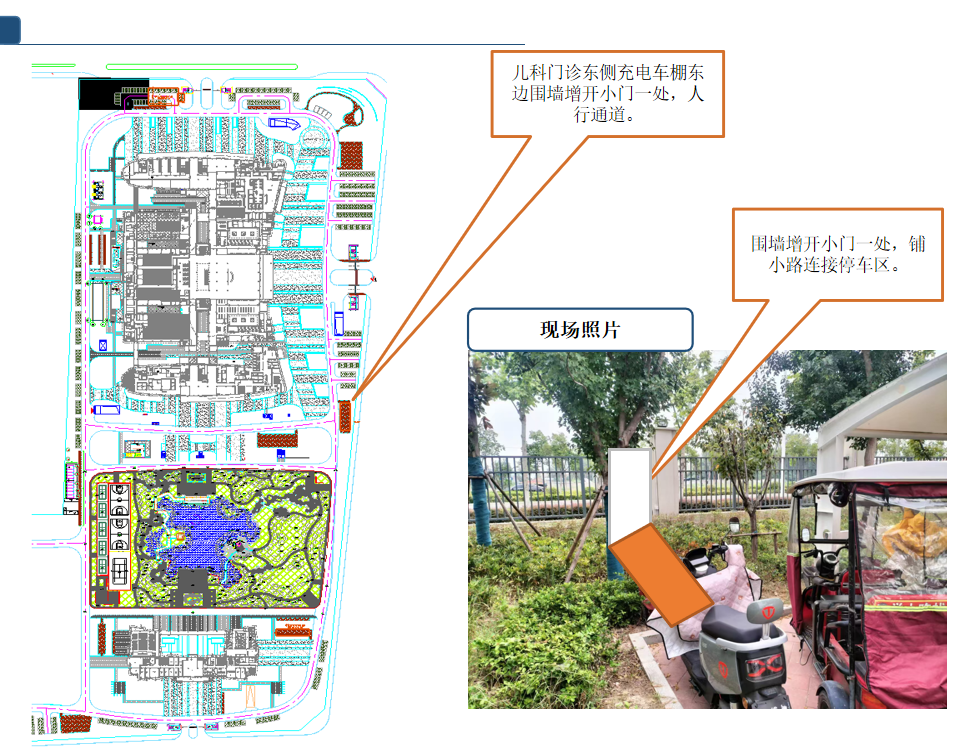 儿科门诊东侧充电车棚东
边围墙增开小门一处，人
行通道。
围墙增开小门一处，铺
小路连接停车区。
现场照片